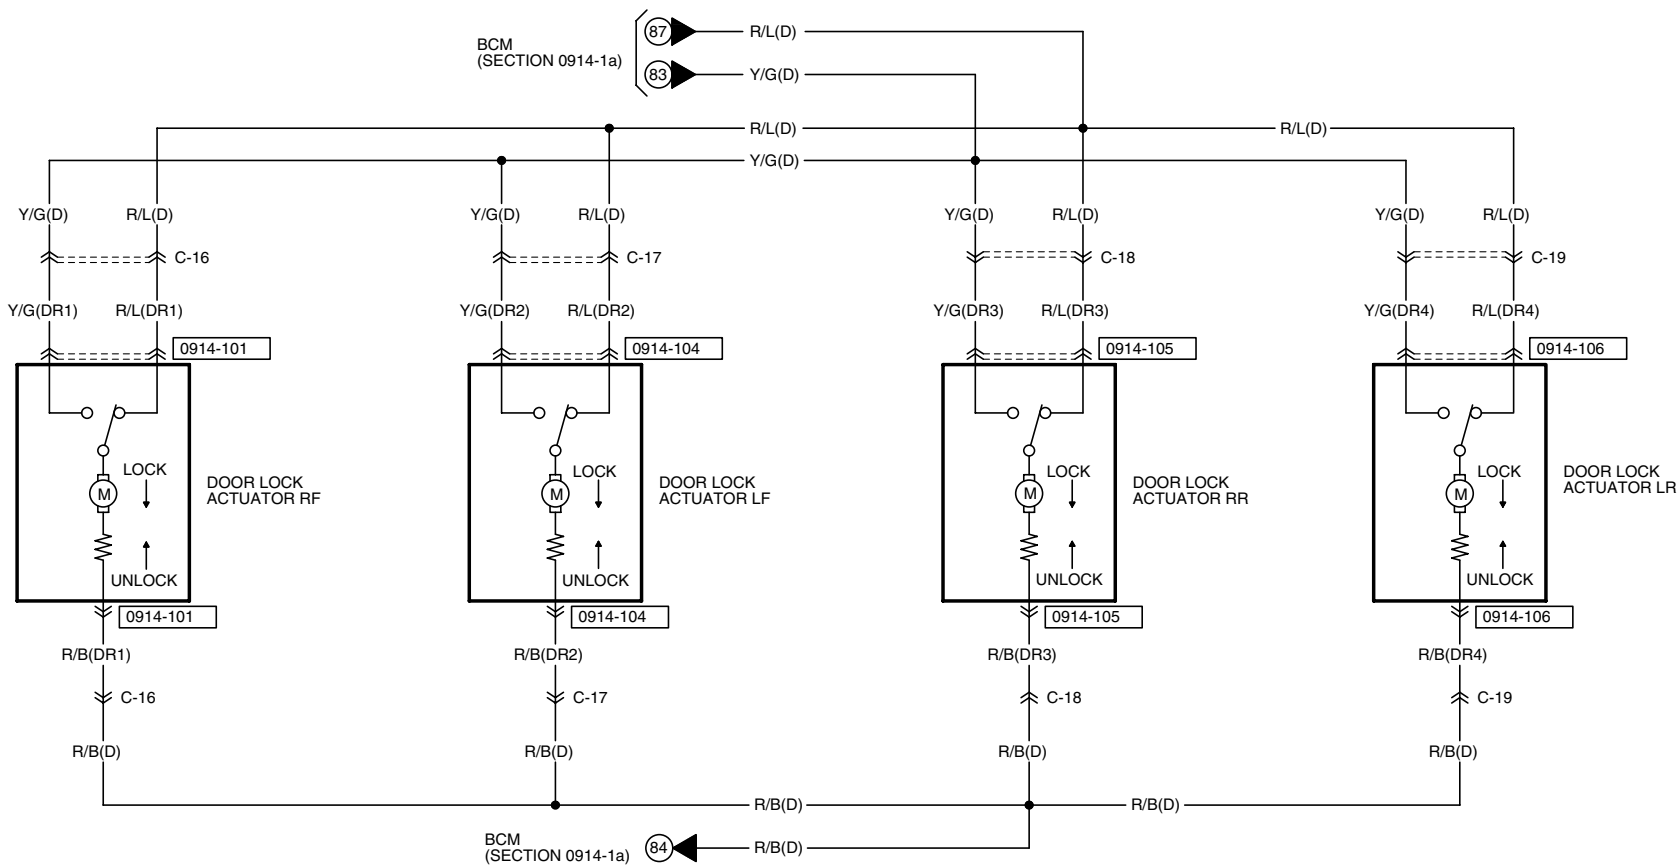 BCM
(SECTION 0914-1a)
87
R/L(D)
83
Y/G(D)
R/L(D)
R/L(D)
Y/G(D)
Y/G(D)
R/L(D)
Y/G(D)
R/L(D)
Y/G(D)
R/L(D)
Y/G(D)
R/L(D)
C-16
C-17
C-18
C-19
Y/G(DR1)
R/L(DR1)
Y/G(DR2)
R/L(DR2)
Y/G(DR3)
R/L(DR3)
Y/G(DR4)
R/L(DR4)
0914-101
0914-104
0914-105
0914-106
LOCK
M
UNLOCK
DOOR LOCK
ACTUATOR RF
LOCK
M
UNLOCK
DOOR LOCK
ACTUATOR LF
LOCK
M
UNLOCK
DOOR LOCK
ACTUATOR RR
LOCK
M
UNLOCK
DOOR LOCK
ACTUATOR LR
0914-101
0914-104
0914-105
0914-106
R/B(DR1)
R/B(DR2)
R/B(DR3)
R/B(DR4)
C-16
C-17
C-18
C-19
R/B(D)
R/B(D)
R/B(D)
R/B(D)
R/B(D)
R/B(D)
BCM
(SECTION 0914-1a)
84
R/B(D)